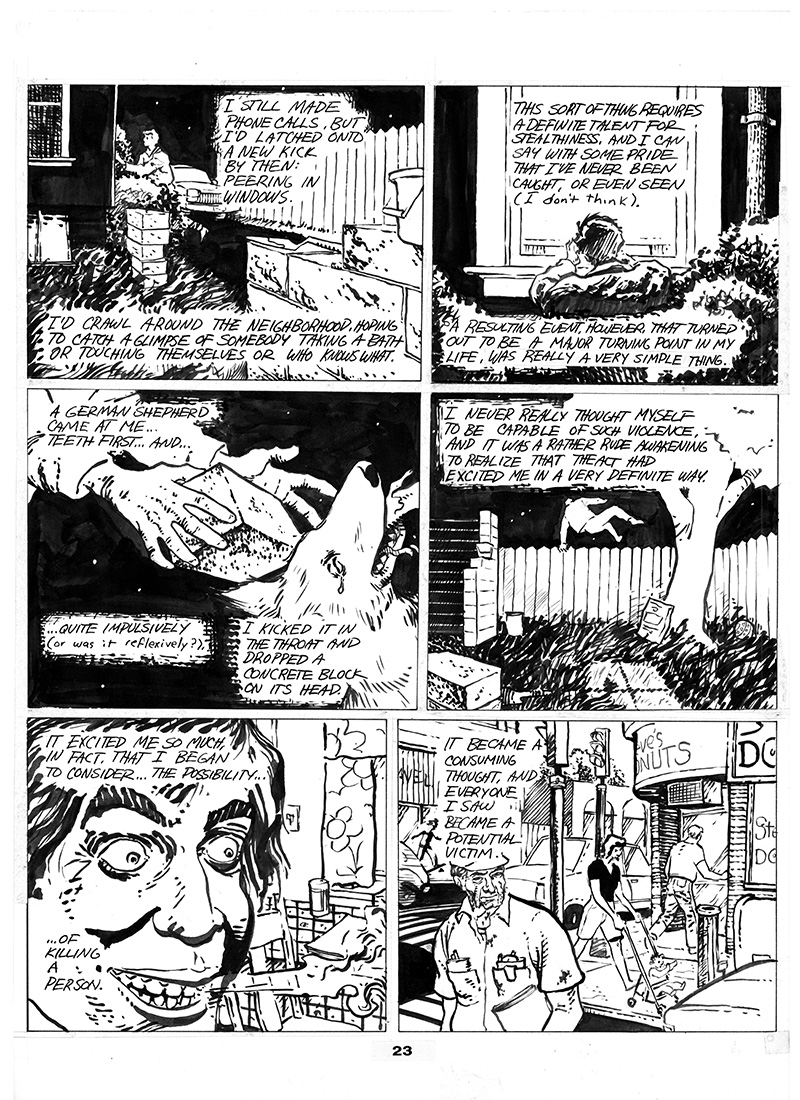 I STILL MADE
PHONE CALLS, BUT
I'D LATCHED ONTO
A NEW KICK
BY THEN:
PEERING IN
WINDOWS.
I'D CRAWL AROUND THE NEIGHBORHOOD, HOPING
TO CATCH A GLIMPSE OF SOMEBODY TAKING A BATH
OR TOUCHING THEMSELVES OR WHO KNOWS WHAT.
THIS SORT OF THING REQUIRES
A DEFINITE TALENT FOR
STEALTHINESS, AND I CAN
SAY WITH SOME PRIDE
THAT I'VE NEVER BEEN
CAUGHT, OR EVEN SEEN
(I don't think).
A RESULTING EVENT, HOWEVER, THAT TURNED
OUT TO BE A MAJOR TURNING POINT IN MY
LIFE, WAS REALLY A VERY SIMPLE THING.
A GERMAN SHEPHERD
CAME AT ME...
TEETH FIRST... AND...
...QUITE IMPULSIVELY
(or was it reflexively?),
I KICKED IT IN
THE THROAT AND
DROPPED A
CONCRETE BLOCK
ON ITS HEAD.
I NEVER REALLY THOUGHT MYSELF
TO BE CAPABLE OF SUCH VIOLENCE,
AND IT WAS A RATHER RUDE AWAKENING
TO REALIZE THAT THE ACT HAD
EXCITED ME IN A VERY DEFINITE WAY.
IT EXCITED ME SO MUCH,
IN FACT, THAT I BEGAN
TO CONSIDER... THE POSSIBILITY...
...OF
KILLING
A
PERSON.
IT BECAME A
CONSUMING
THOUGHT, AND
EVERYONE
I SAW
BECAME A
POTENTIAL
VICTIM.
VE'S
NUTS
DO
Ste
DO
23